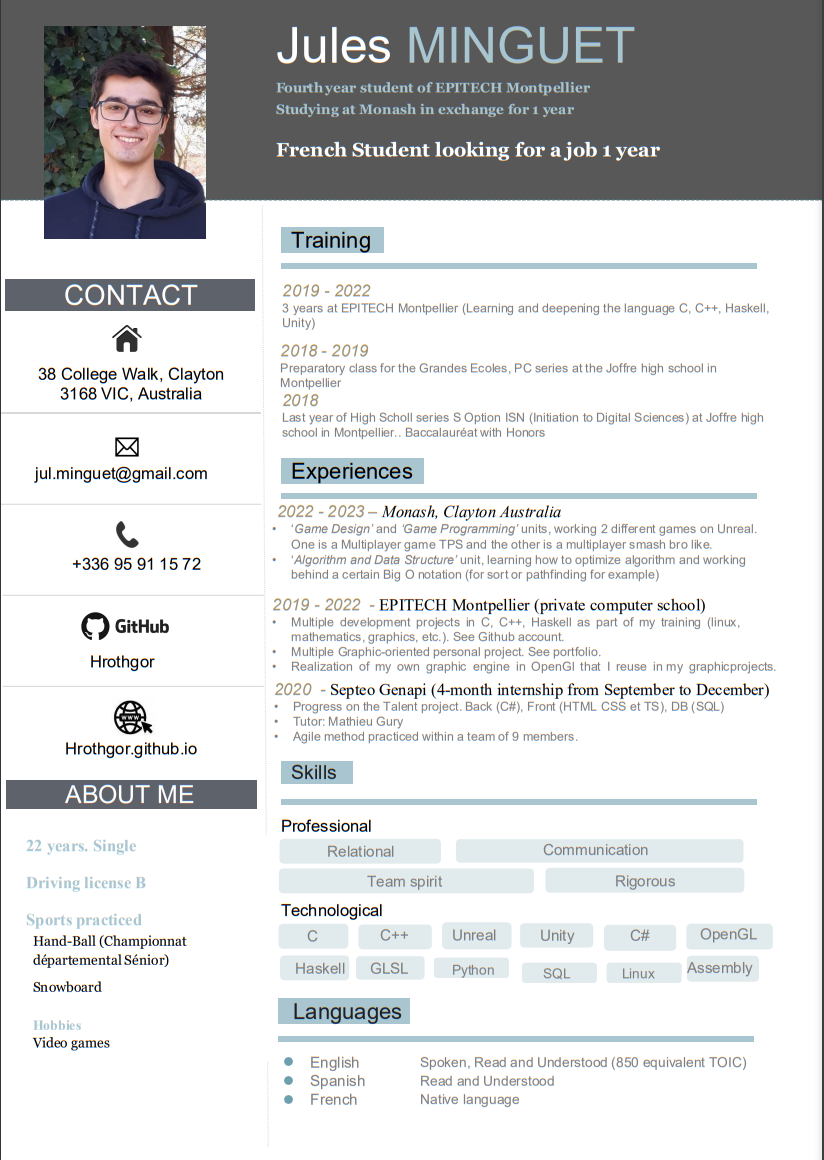 Jules MINGUET
Fourth year student of EPITECH Montpellier
Studying at Monash in exchange for 1 year
French Student looking for a job 1 year
CONTACT
38 College Walk, Clayton
3168 VIC, Australia
jul.minguet@gmail.com
+336 95 91 15 72
GitHub
Hrothgor
WWW
Hrothgor.github.io
ABOUT ME
22 years. Single
Driving license B
Sports practiced
Hand-Ball (Championnat
départemental Sénior)
Snowboard
Hobbies
Video games
Training
2019 - 2022
3 years at EPITECH Montpellier (Learning and deepening the language C, C++, Haskell,
Unity)
2018 - 2019
Preparatory class for the Grandes Ecoles, PC series at the Joffre high school in
Montpellier
2018
Last year of High Scholl series S Option ISN (Initiation to Digital Sciences) at Joffre high
school in Montpellier.. Baccalauréat with Honors
Experiences
2022 - 2023 – Monash, Clayton Australia
• ‘Game Design’ and ‘Game Programming’ units, working 2 different games on Unreal.
One is a Multiplayer game TPS and the other is a multiplayer smash bro like.
• ‘Algorithm and Data Structure’ unit, learning how to optimize algorithm and working
behind a certain Big O notation (for sort or pathfinding for example)
2019 - 2022 - EPITECH Montpellier (private computer school)
• Multiple development projects in C, C++, Haskell as part of my training (linux,
mathematics, graphics, etc.). See Github account.
• Multiple Graphic-oriented personal project. See portfolio.
• Realization of my own graphic engine in OpenGl that I reuse in my graphicprojects.
2020 - Septeo Genapi (4-month internship from September to December)
• Progress on the Talent project. Back (C#), Front (HTML CSS et TS), DB (SQL)
• Tutor: Mathieu Gury
• Agile method practiced within a team of 9 members.
Skills
Professional
Relational Communication
Team spirit Rigorous
Technological
C C++ Unreal Unity C# OpenGL
Haskell GLSL Python SQL Linux Assembly
Languages
• English Spoken, Read and Understood (850 equivalent TOIC)
• Spanish Read and Understood
• French Native language